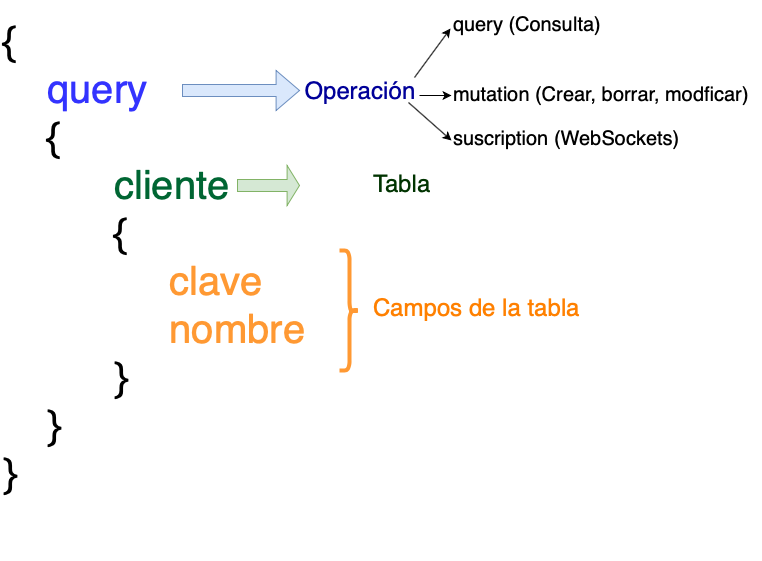 {
query (Consulta)
query Operación
mutation (Crear, borrar, modficar)
{
suscription (WebSockets)
cliente Tabla
{
clave
Campos de la tabla
nombre
}
}
}